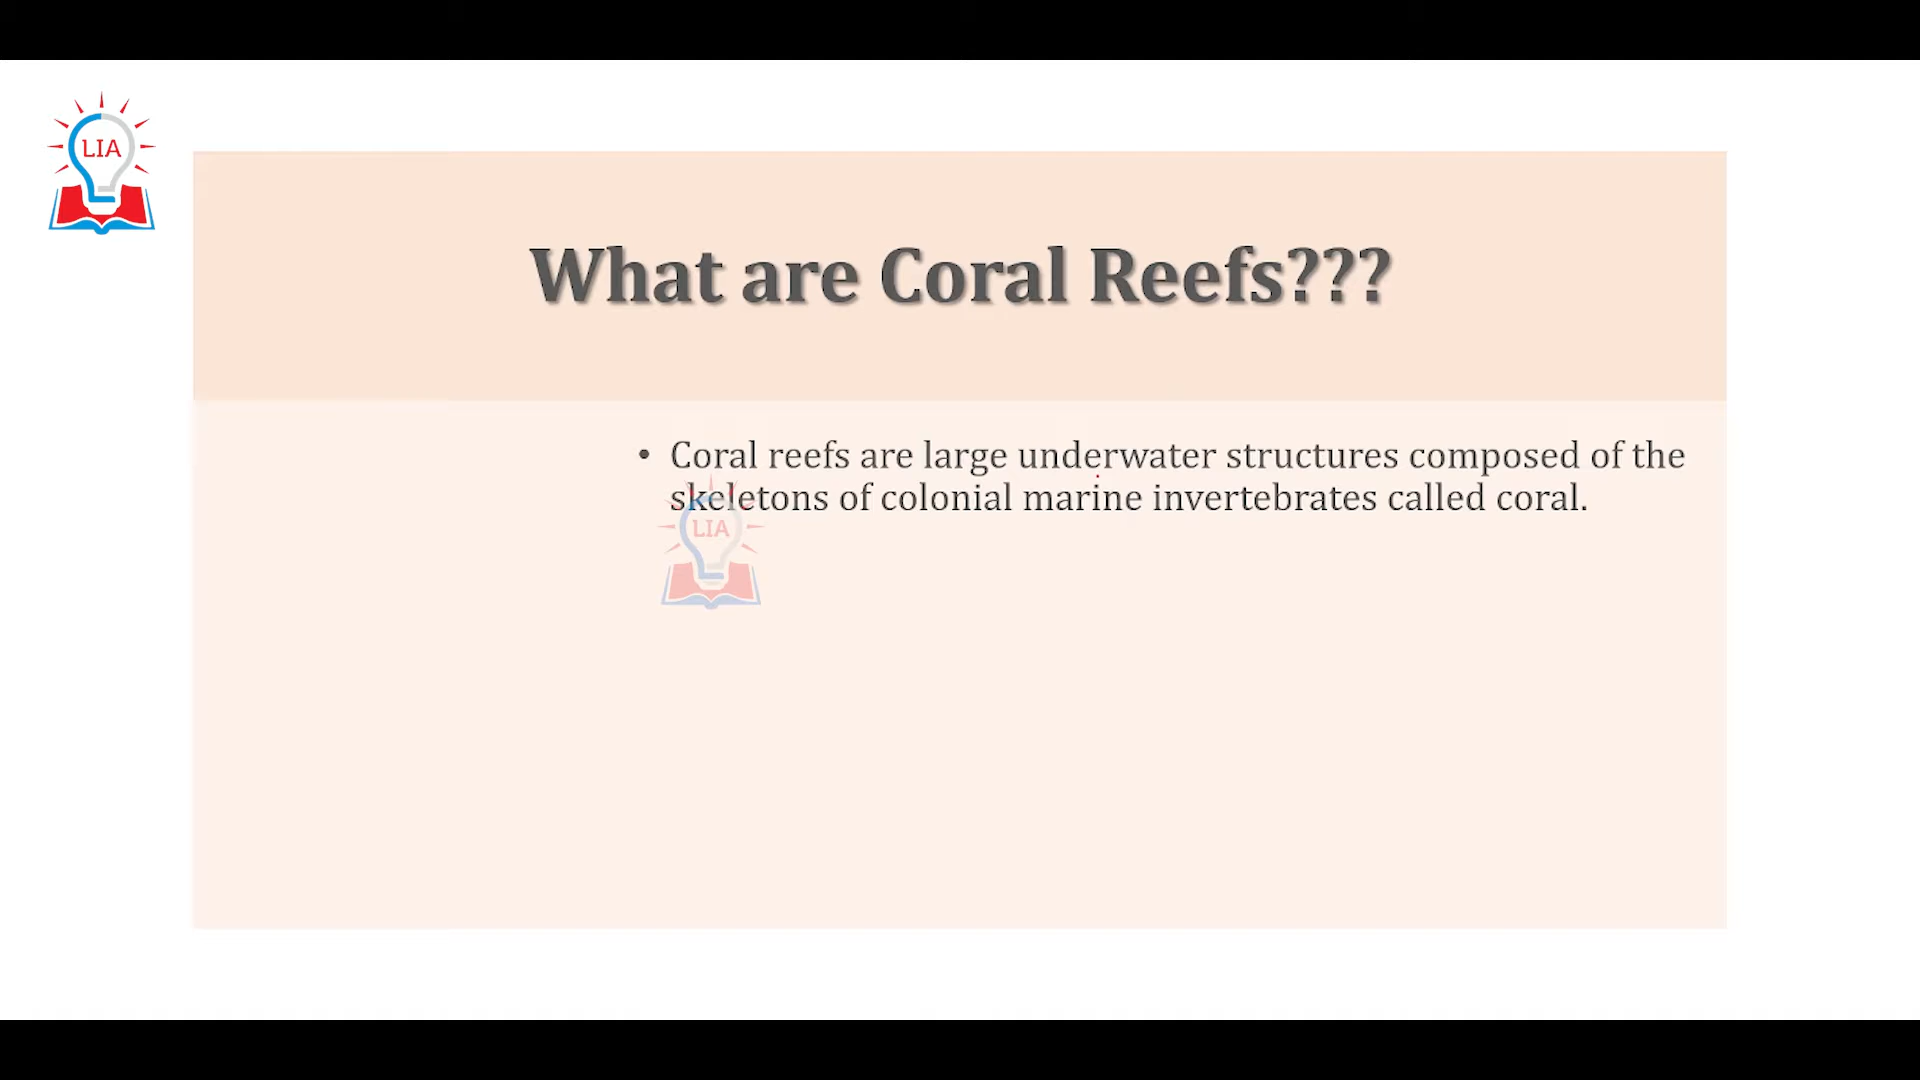 LIA
What are Coral Reefs???
• Coral reefs are large underwater structures composed of the
skeletons of colonial marine invertebrates called coral.
LIA